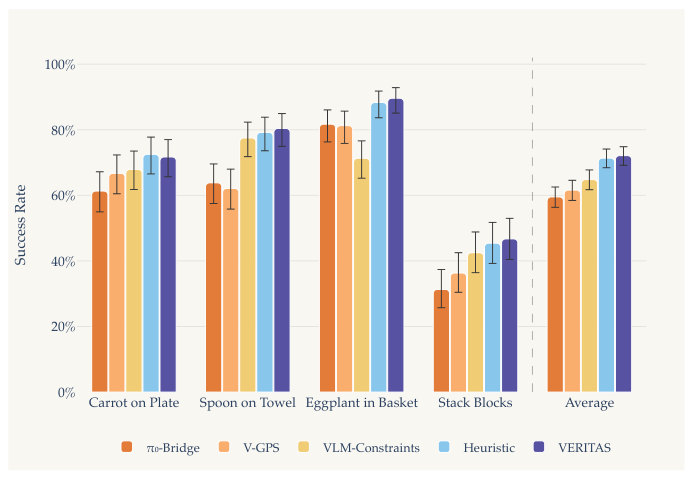 100%
80%
60%
40%
20%
0%
Success Rate
Carrot on Plate Spoon on Towel Eggplant in Basket Stack Blocks Average
π₀-Bridge V-GPS VLM-Constraints Heuristic VERITAS